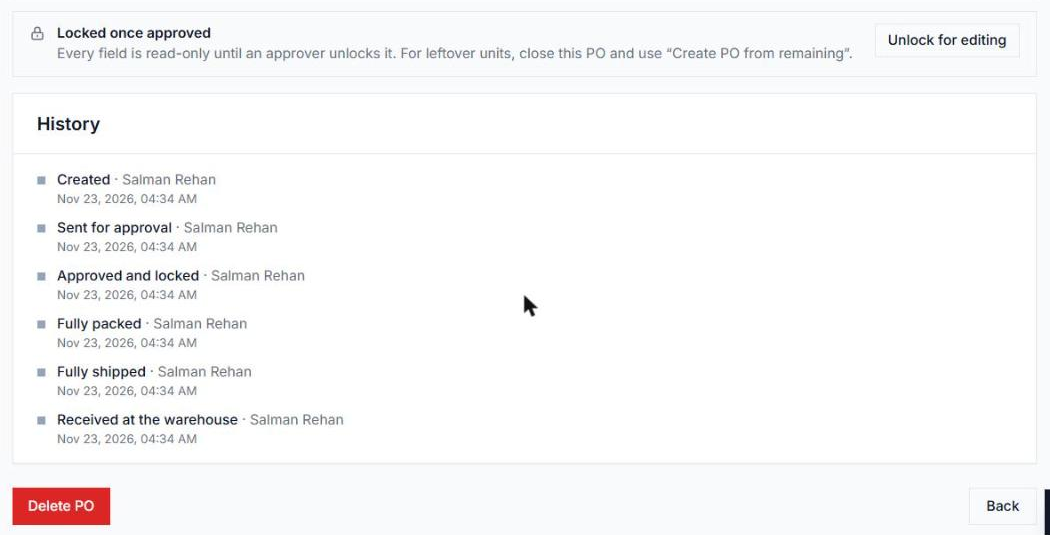 Locked once approved
Every field is read-only until an approver unlocks it. For leftover units, close this PO and use “Create PO from remaining”.
Unlock for editing
History
Created · Salman Rehan
Nov 23, 2026, 04:34 AM
Sent for approval · Salman Rehan
Nov 23, 2026, 04:34 AM
Approved and locked · Salman Rehan
Nov 23, 2026, 04:34 AM
Fully packed · Salman Rehan
Nov 23, 2026, 04:34 AM
Fully shipped · Salman Rehan
Nov 23, 2026, 04:34 AM
Received at the warehouse · Salman Rehan
Nov 23, 2026, 04:34 AM
Delete PO
Back